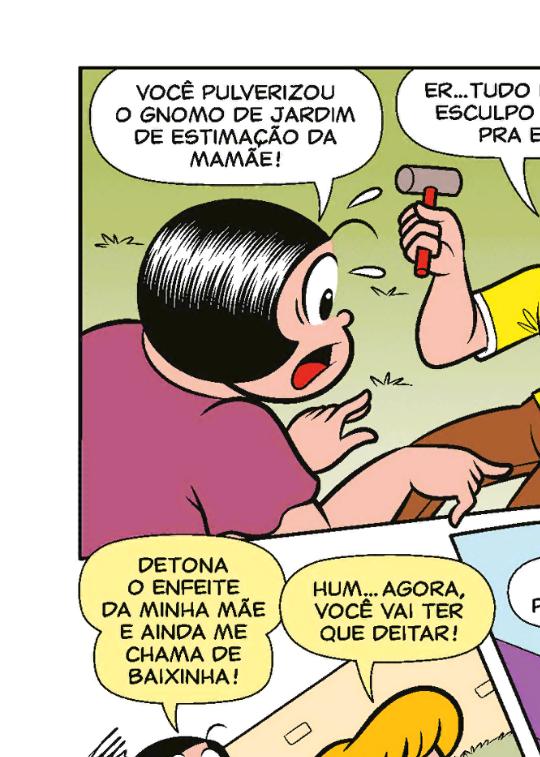 VOCÊ PULVERIZOU
O GNOMO DE JARDIM
DE ESTIMAÇÃO DA
MAMÃE!
ER...TUDO
ESCULPO
PRA
DETONA
O ENFEITE
DA MINHA MÃE
E AINDA ME
CHAMA DE
BAIXINHA!
HUM... AGORA,
VOCÊ VAI TER
QUE DEITAR!